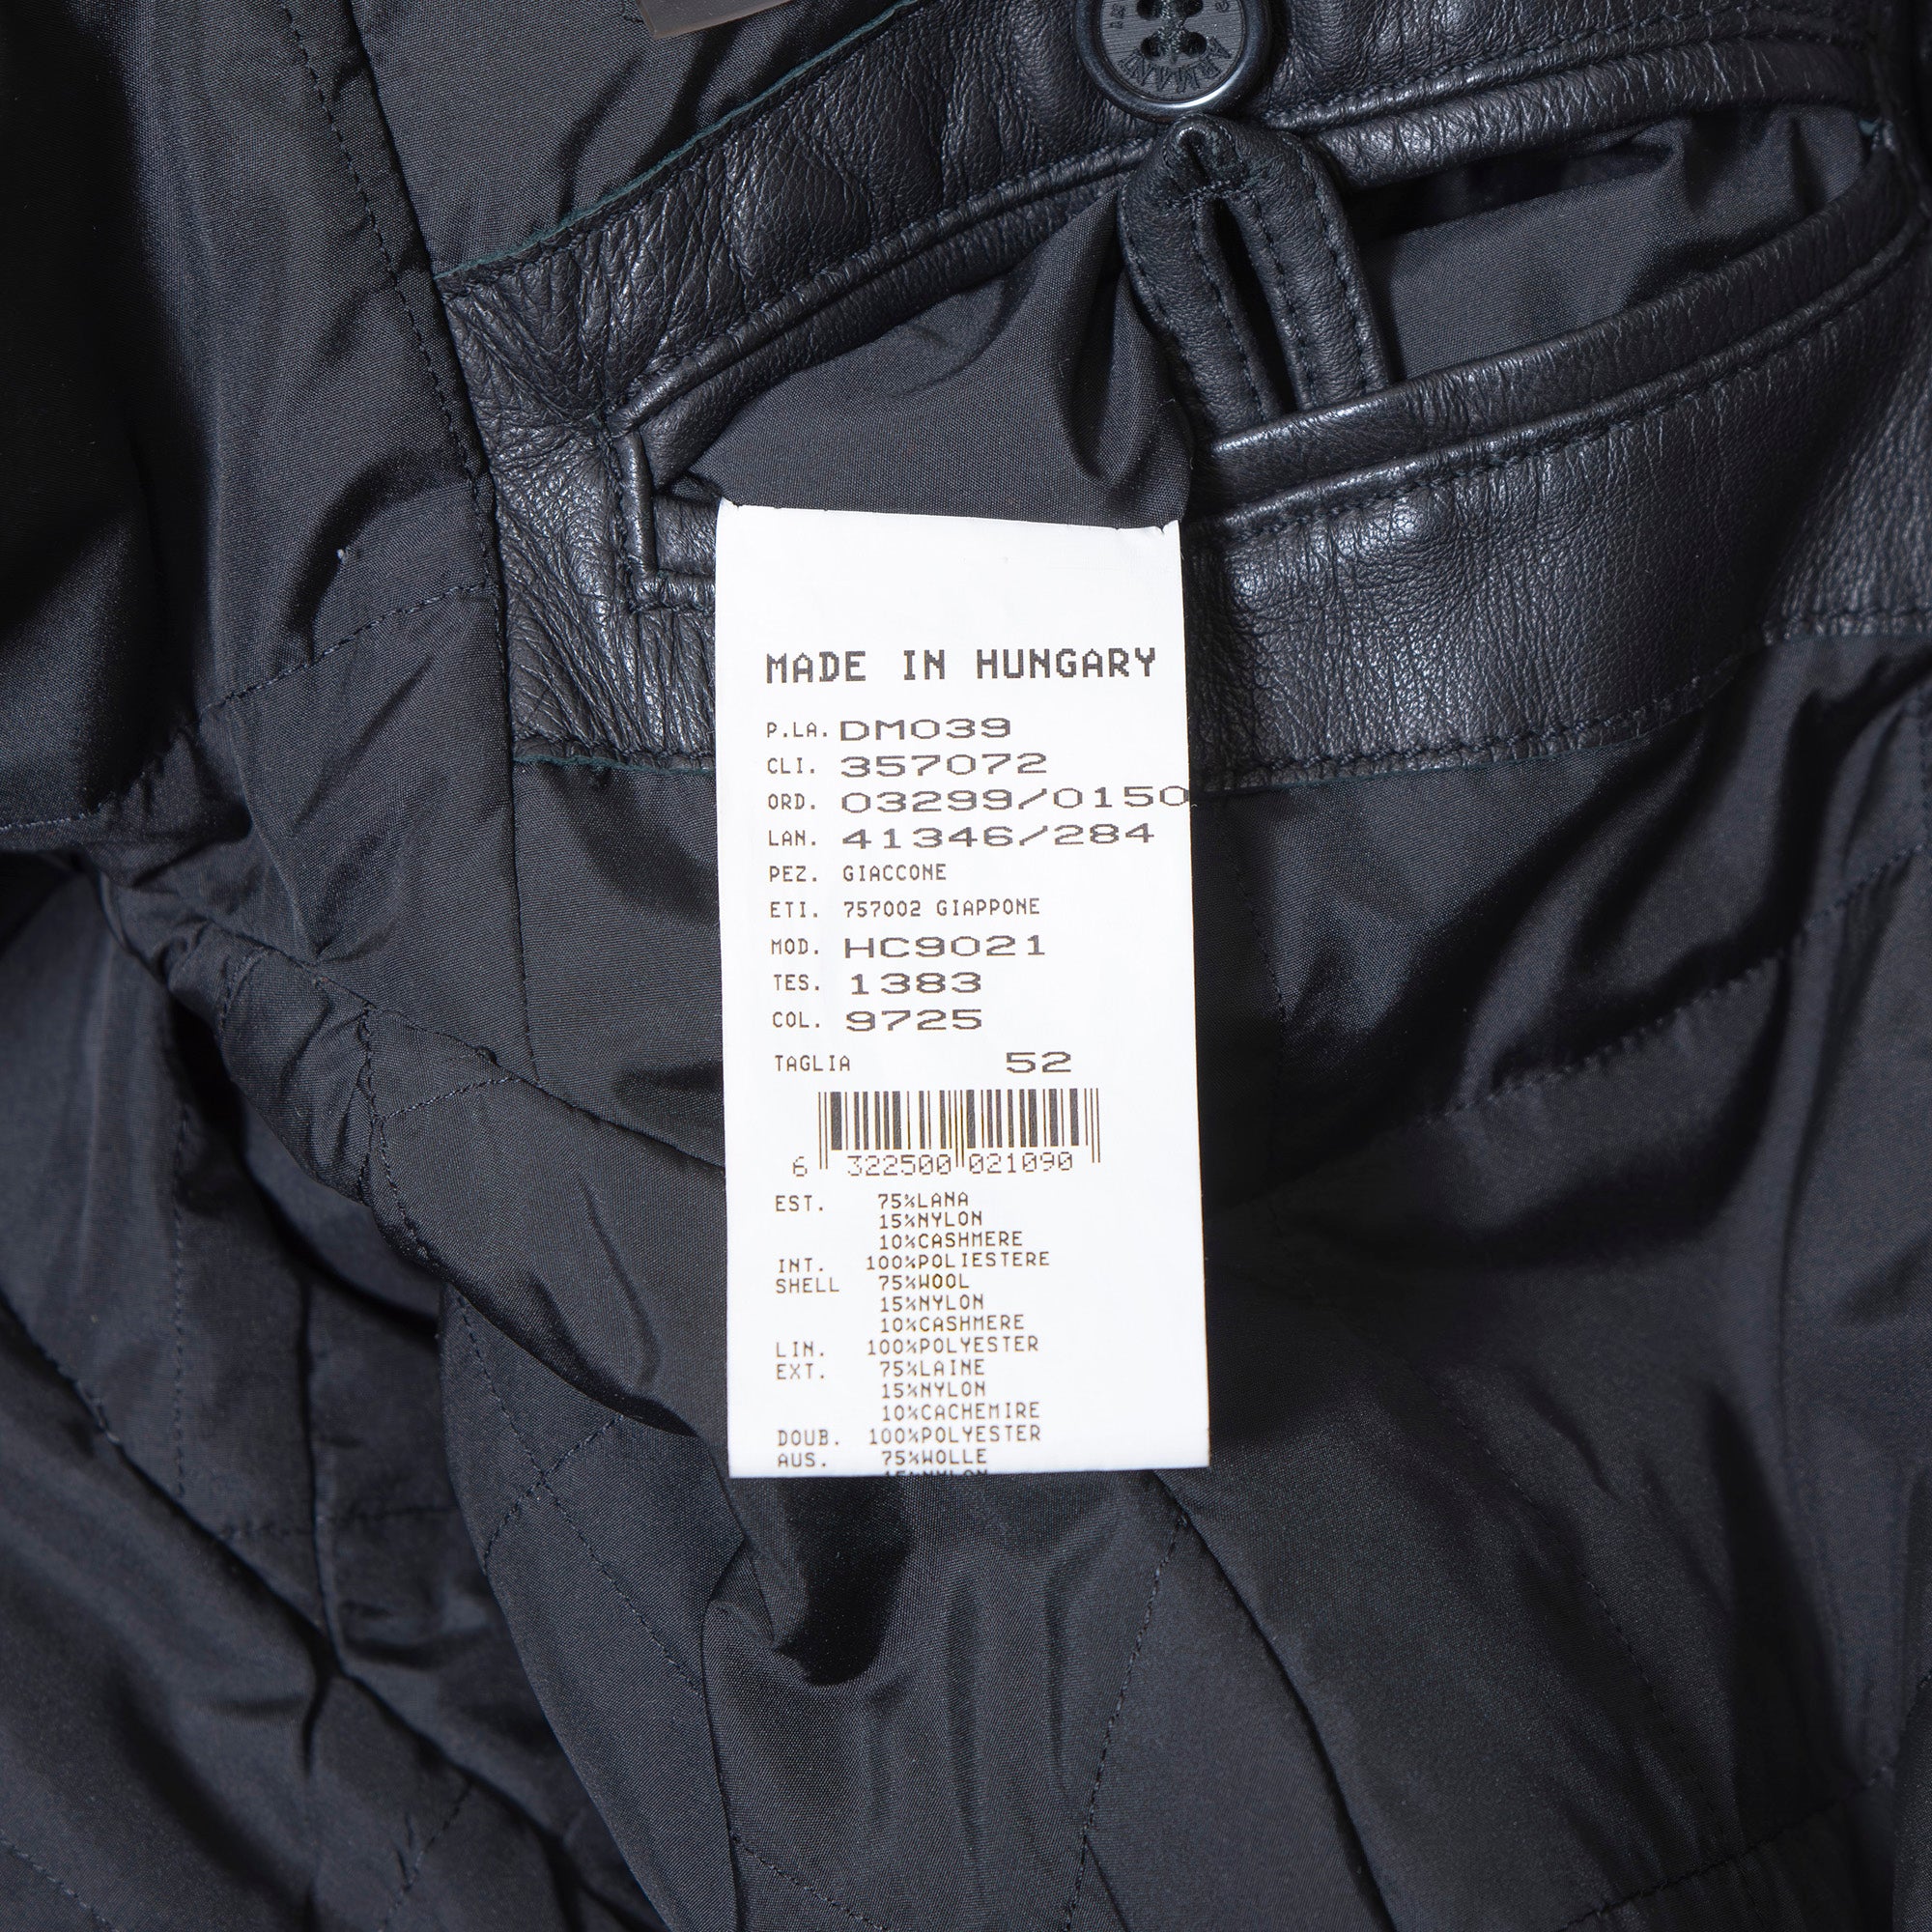 ARMANI
MADE IN HUNGARY
P.LA. DM039
CLI. 357072
ORD. 03299/0150
LAN. 41346/284
PEZ. GIACCONE
ETI. 757002 GIAPPONE
MOD. HC9021
TES. 1383
COL. 9725
TAGLIA 52
6 322500 021090
EST. 75%LANA
15%NYLON
10%CASHMERE
INT. 100%POLIESTERE
SHELL 75%WOOL
15%NYLON
10%CASHMERE
LIN. 100%POLYESTER
EXT. 75%LAINE
15%NYLON
10%CACHEMIRE
DOUB. 100%POLYESTER
AUS. 75%WOLLE
15%NYLON